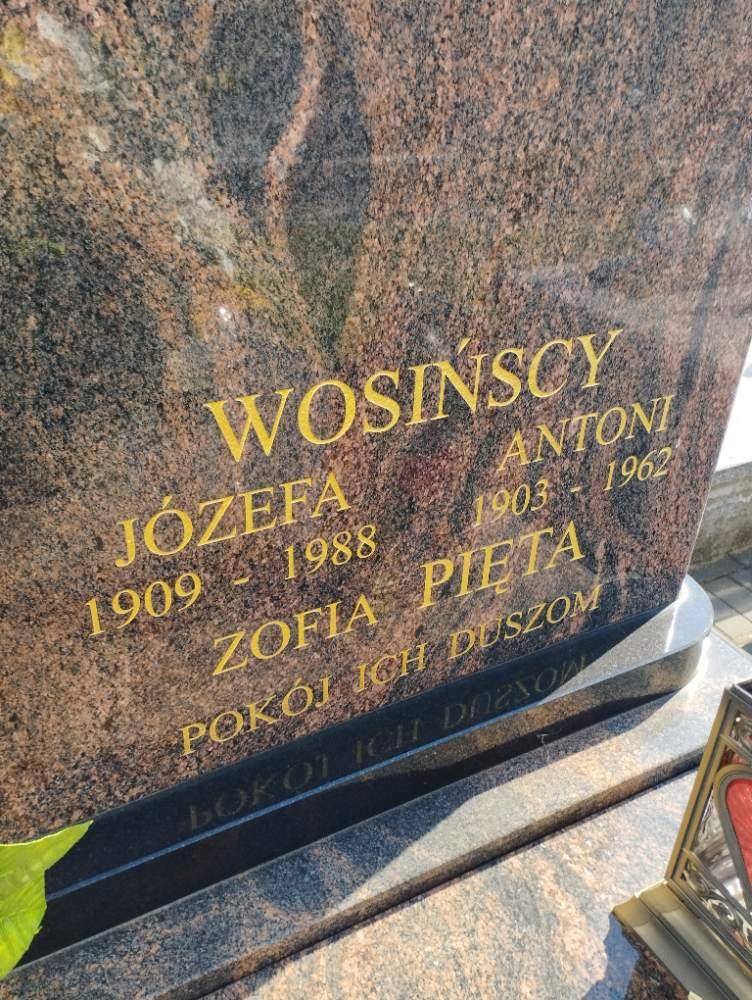 WOSIŃSCY
JÓZEFA ANTONI
1909 - 1988 1903 - 1962
ZOFIA PIĘTA
POKÓJ ICH DUSZOM